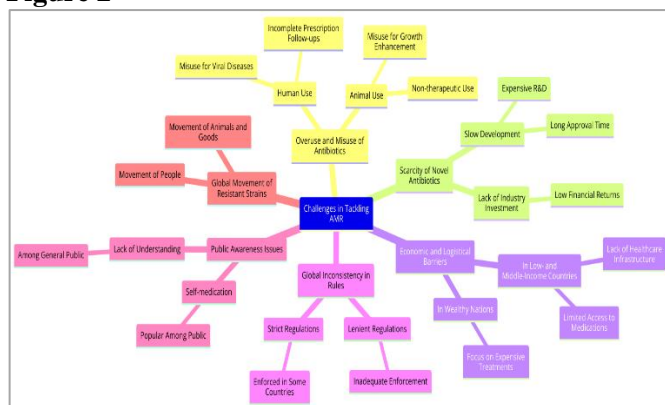 Incomplete Prescription
Follow-ups
Misuse for Growth
Enhancement
Misuse for Viral Diseases
Human Use
Animal Use
Non-therapeutic Use
Expensive R&D
Movement of Animals and
Goods
Overuse and Misuse of
Antibiotics
Slow Development
Long Approval Time
Movement of People
Global Movement of
Resistant Strains
Scarcity of Novel
Antibiotics
Challenges in Tackling
AMR
Lack of Industry
Investment
Low Financial Returns
Among General Public
Lack of Understanding
Public Awareness Issues
Economic and Logistical
Barriers
Lack of Healthcare
Infrastructure
Global Inconsistency in
Rules
In Low- and
Middle-Income Countries
Self-medication
In Wealthy Nations
Limited Access to
Medications
Popular Among Public
Strict Regulations
Lenient Regulations
Focus on Expensive
Treatments
Enforced in Some
Countries
Inadequate Enforcement